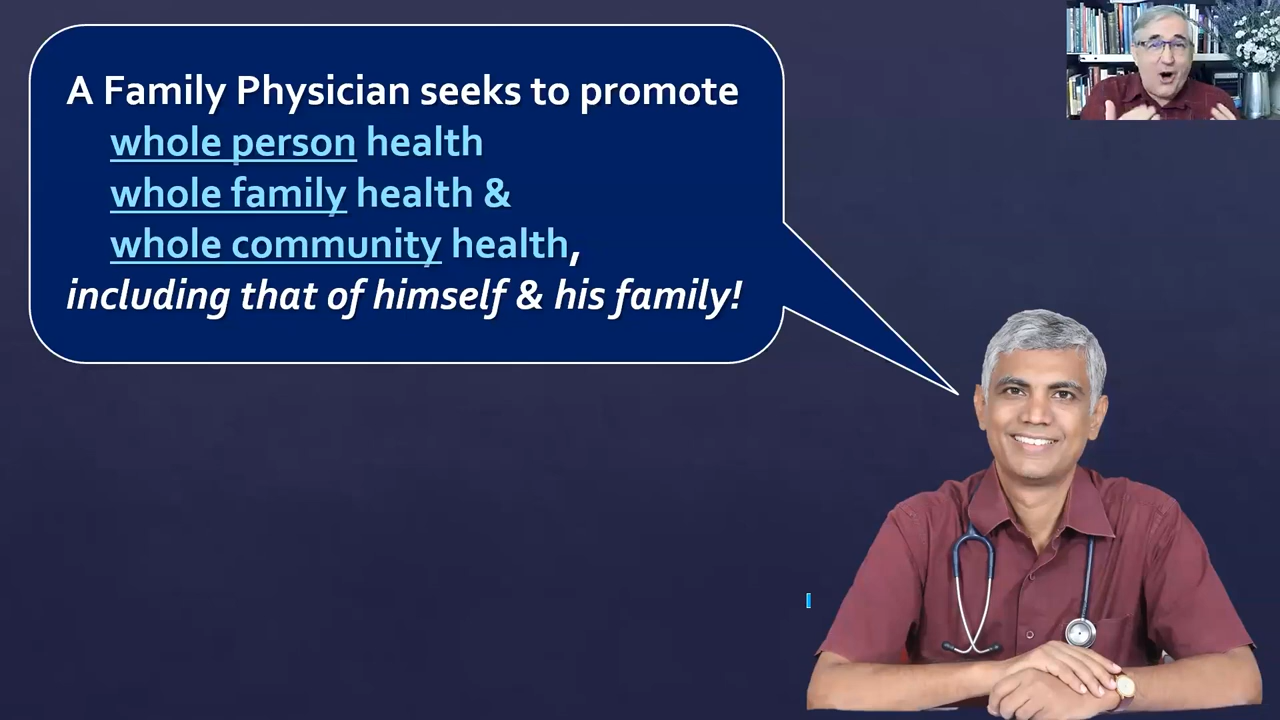 A Family Physician seeks to promote
whole person health
whole family health &
whole community health,
including that of himself & his family!